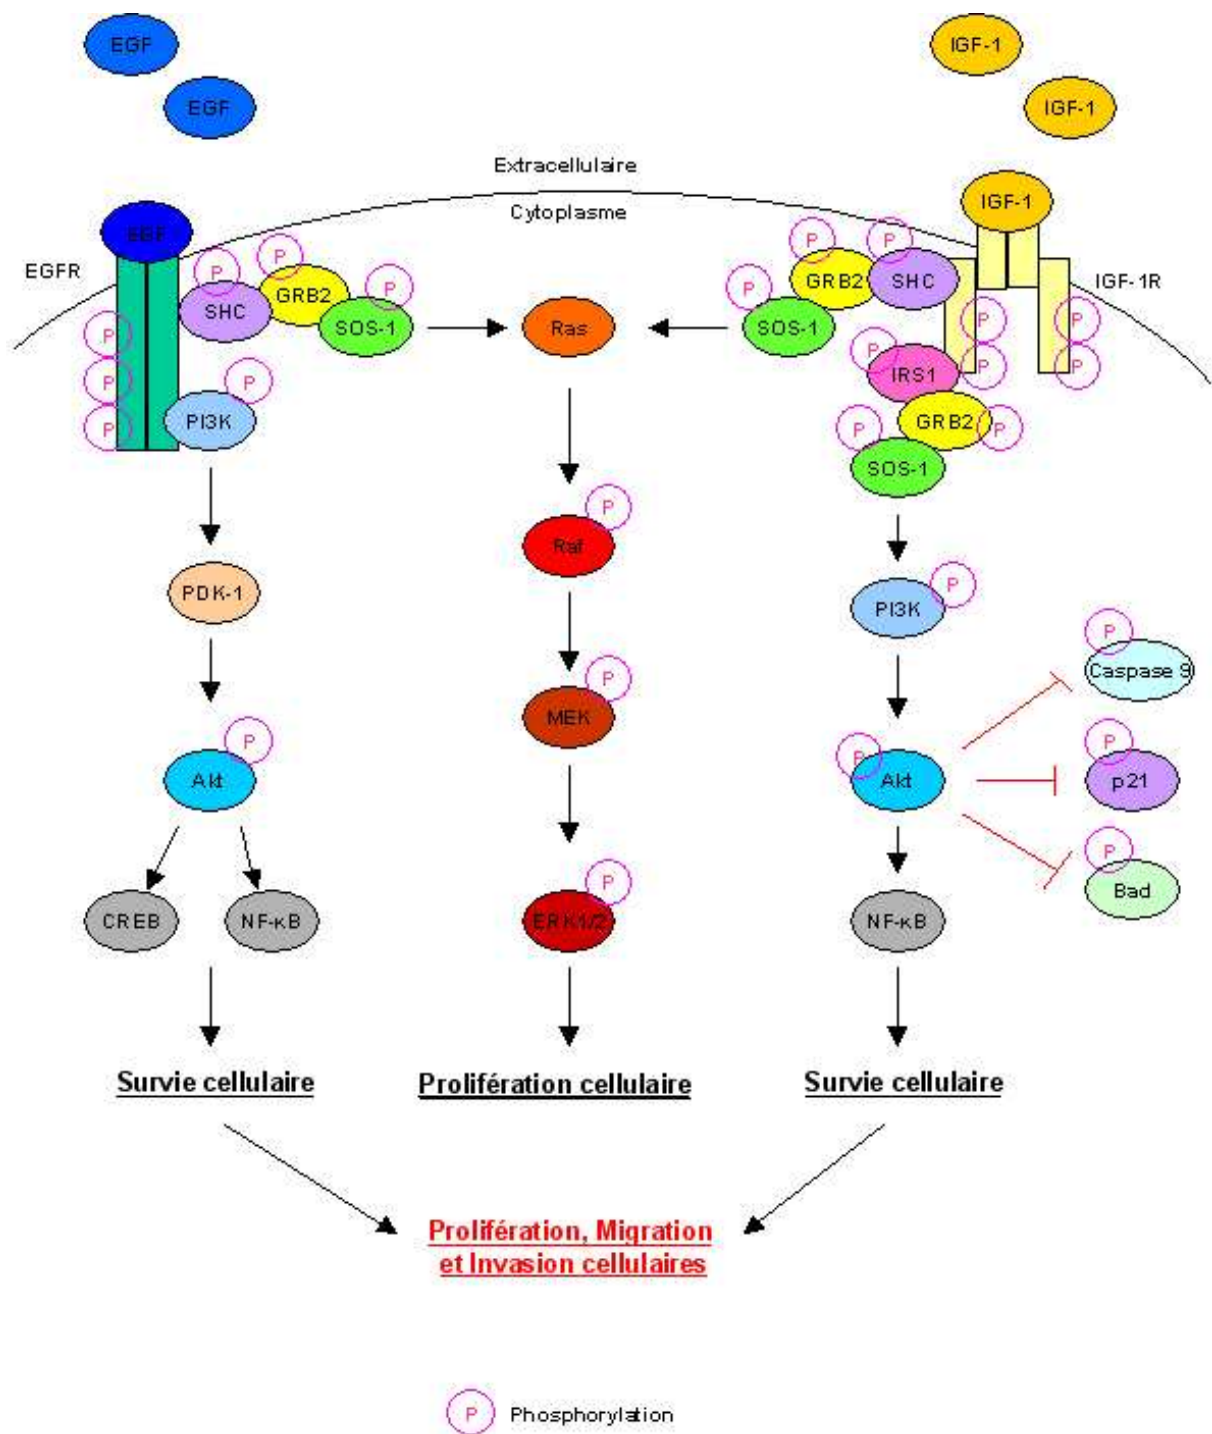 EGF
EGF
IGF-1
IGF-1
Extracellulaire
Cytoplasme
EGF
IGF-1
EGFR
IGF-1R
P
P
P
SHC
GRB2
SOS-1
Ras
P
P
P
SOS-1
GRB2
SHC
P
P
P
P
PI3K
P
P
P
P
P
IRS1
GRB2
P
P
SOS-1
P
Raf
PDK-1
PI3K
P
P
MEK
P
Caspase 9
P
Akt
P
Akt
P
p21
P
Bad
CREB
NF-κB
P
ERK1/2
NF-κB
Survie cellulaire
Prolifération cellulaire
Survie cellulaire
Prolifération, Migration
et Invasion cellulaires
P Phosphorylation